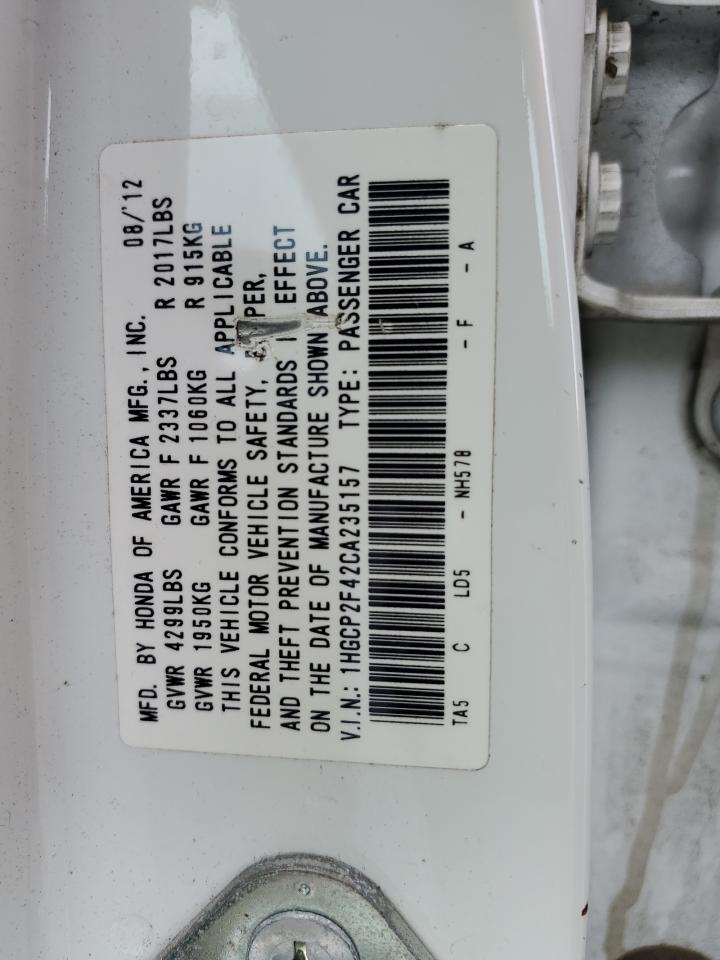 MFD. BY HONDA OF AMERICA MFG., INC. 08/'12
GVWR 4299LBS GAWR F 2337LBS R 2017LBS
GVWR 1950KG GAWR F 1060KG R 915KG
THIS VEHICLE CONFORMS TO ALL APPLICABLE
FEDERAL MOTOR VEHICLE SAFETY, PER,
AND THEFT PREVENTION STANDARDS I EFFECT
ON THE DATE OF MANUFACTURE SHOWN ABOVE.
V.I.N.: 1HGCP2F42CA235157 TYPE: PASSENGER CAR
TA5 C LD5 - NH578 - F - A